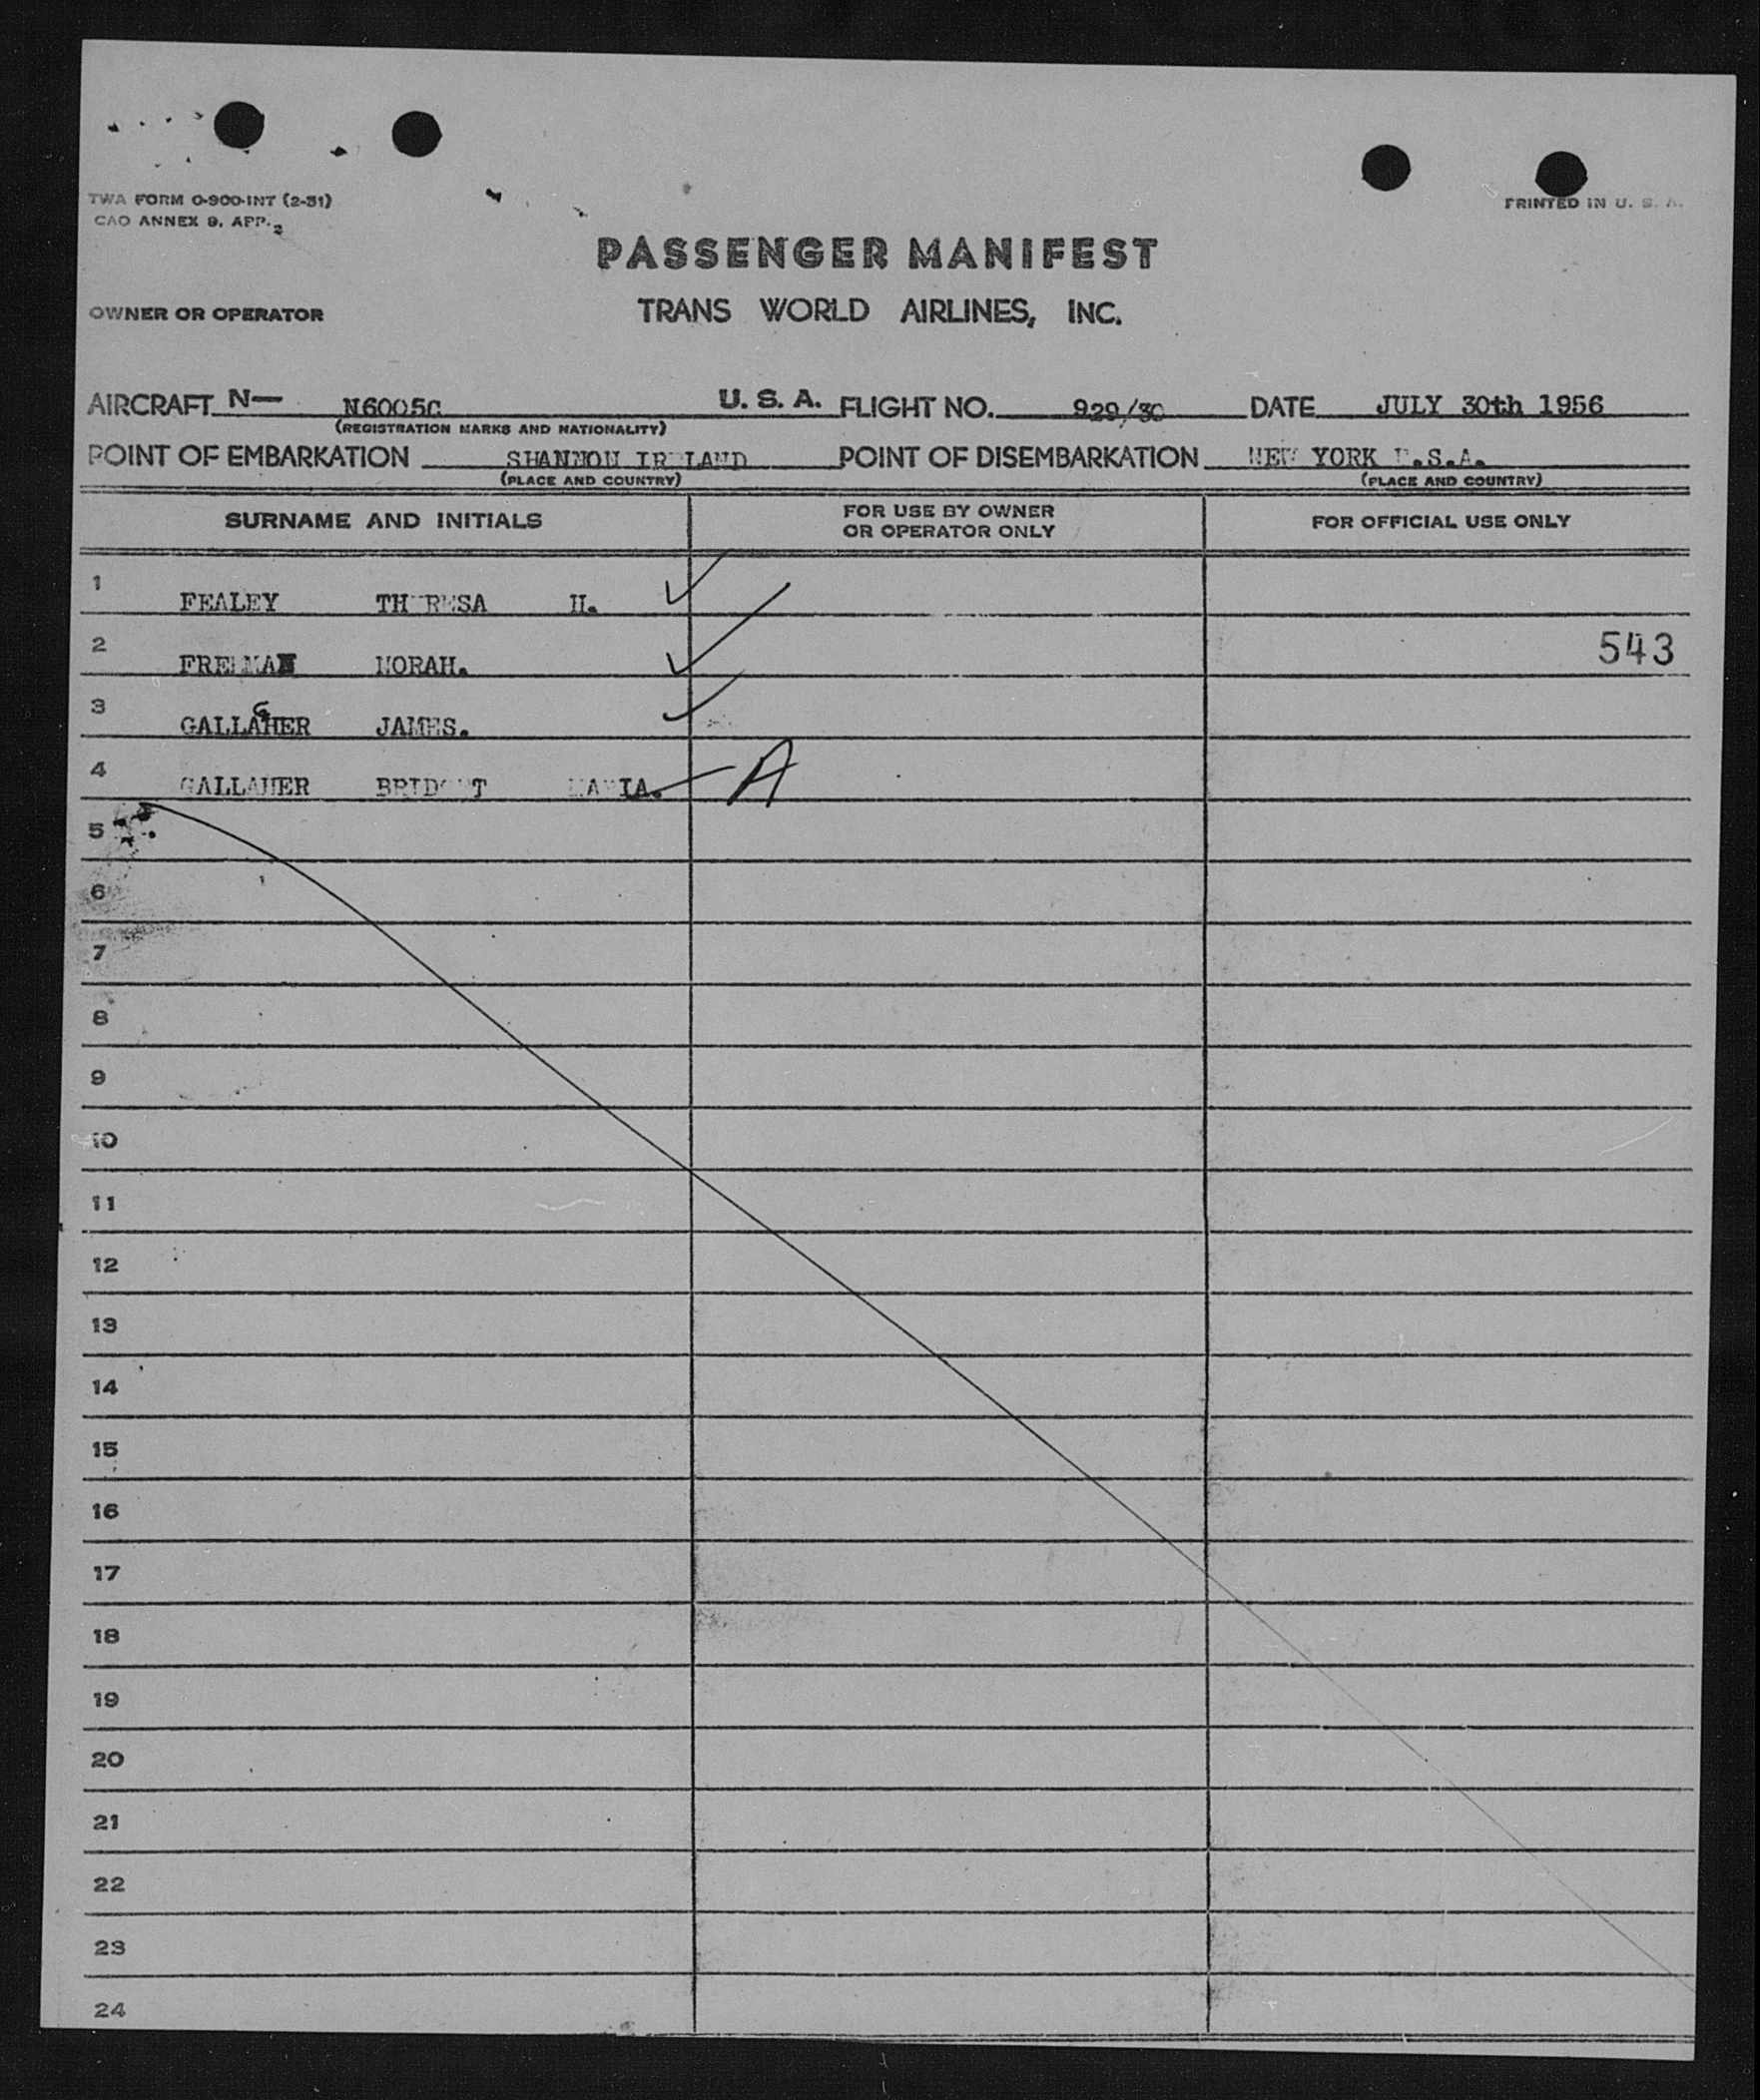 TWA FORM O-900-INT (2-51)
CAO ANNEX 9, APP. 2
PRINTED IN U. S. A.
PASSENGER MANIFEST
OWNER OR OPERATOR TRANS WORLD AIRLINES, INC.
AIRCRAFT N— N6005C U. S. A. FLIGHT NO. 929/30 DATE JULY 30th 1956
(REGISTRATION MARKS AND NATIONALITY)
POINT OF EMBARKATION SHANNON IRELAND POINT OF DISEMBARKATION NEW YORK U.S.A.
(PLACE AND COUNTRY) (PLACE AND COUNTRY)
SURNAME AND INITIALS FOR USE BY OWNER OR OPERATOR ONLY FOR OFFICIAL USE ONLY
1 FEALEY THERESA H.
2 FREEMAN NORAH. 543
3 GALLAGHER JAMES.
4 GALLAHER BRIDGET MARIA. A
5
6
7
8
9
10
11
12
13
14
15
16
17
18
19
20
21
22
23
24